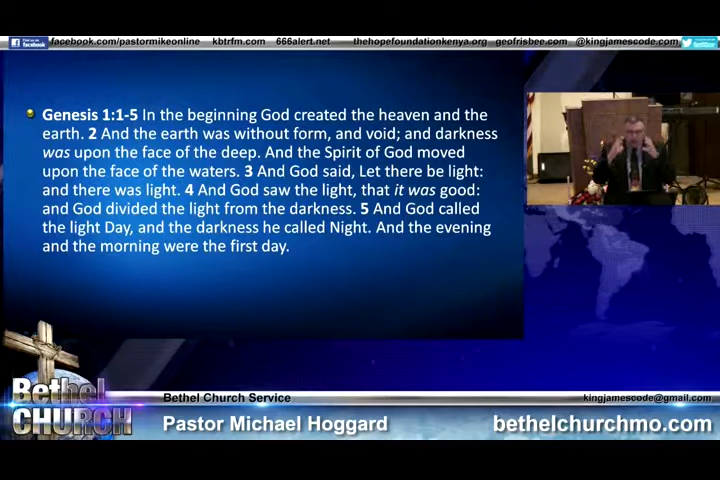 facebook.com/pastormikeonline kbtrfm.com 666alert.net thehopefoundationkenya.org geofrisbee.com @kingjamescode.com
Genesis 1:1-5 In the beginning God created the heaven and the
earth. 2 And the earth was without form, and void; and darkness
was upon the face of the deep. And the Spirit of God moved
upon the face of the waters. 3 And God said, Let there be light:
and there was light. 4 And God saw the light, that it was good:
and God divided the light from the darkness. 5 And God called
the light Day, and the darkness he called Night. And the evening
and the morning were the first day.
Bethel
CHURCH
Bethel Church Service
kingjamescode@gmail.com
Pastor Michael Hoggard
bethelchurchmo.com